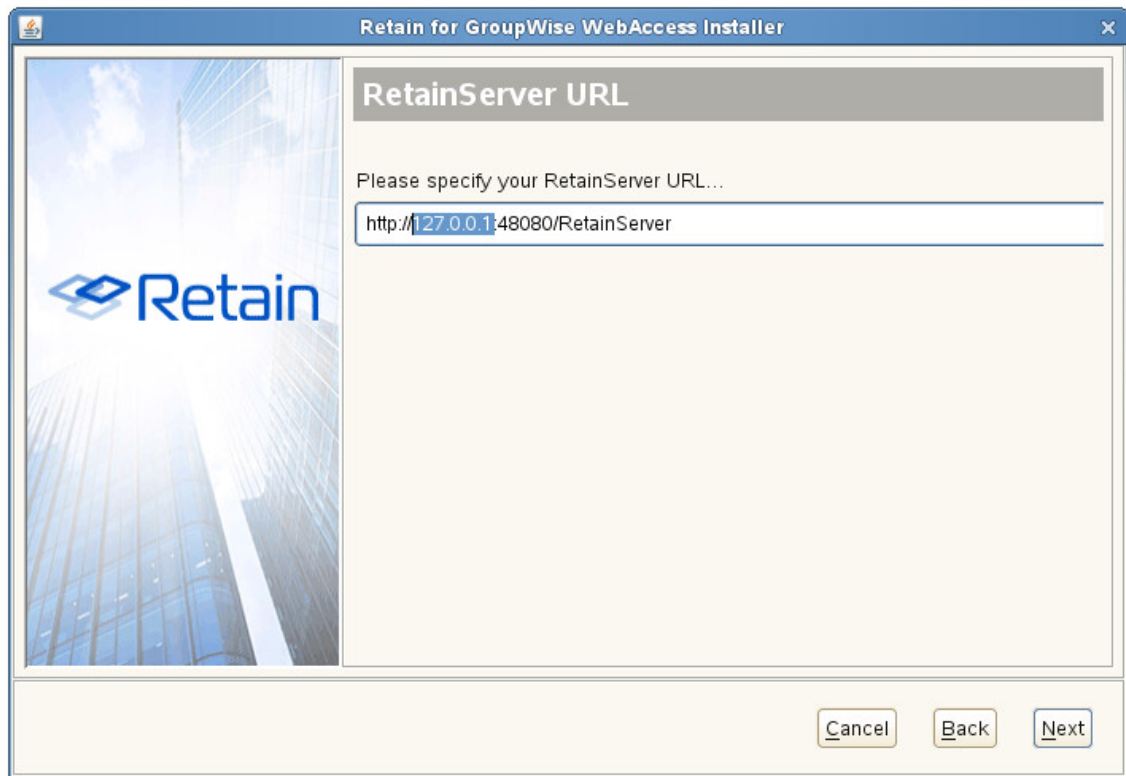 Retain for GroupWise WebAccess Installer
RetainServer URL
Please specify your RetainServer URL...
http://127.0.0.1:48080/RetainServer
Retain
Cancel Back Next